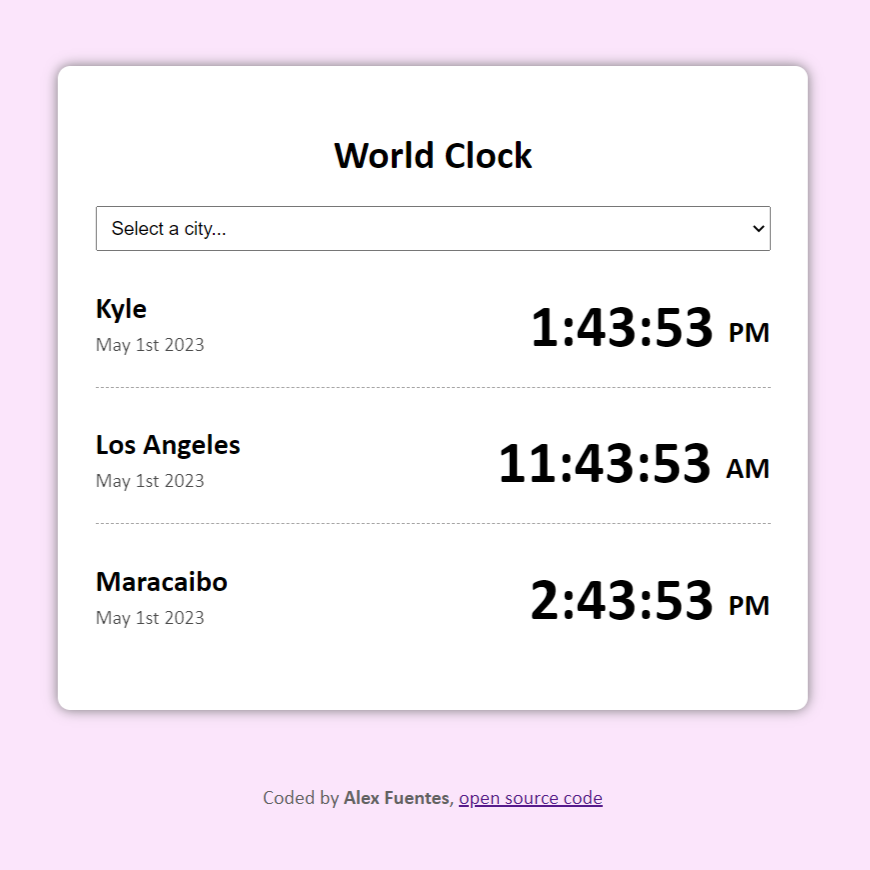 World Clock
Select a city...
Kyle
1:43:53 PM
May 1st 2023
Los Angeles
11:43:53 AM
May 1st 2023
Maracaibo
2:43:53 PM
May 1st 2023
Coded by Alex Fuentes, open source code